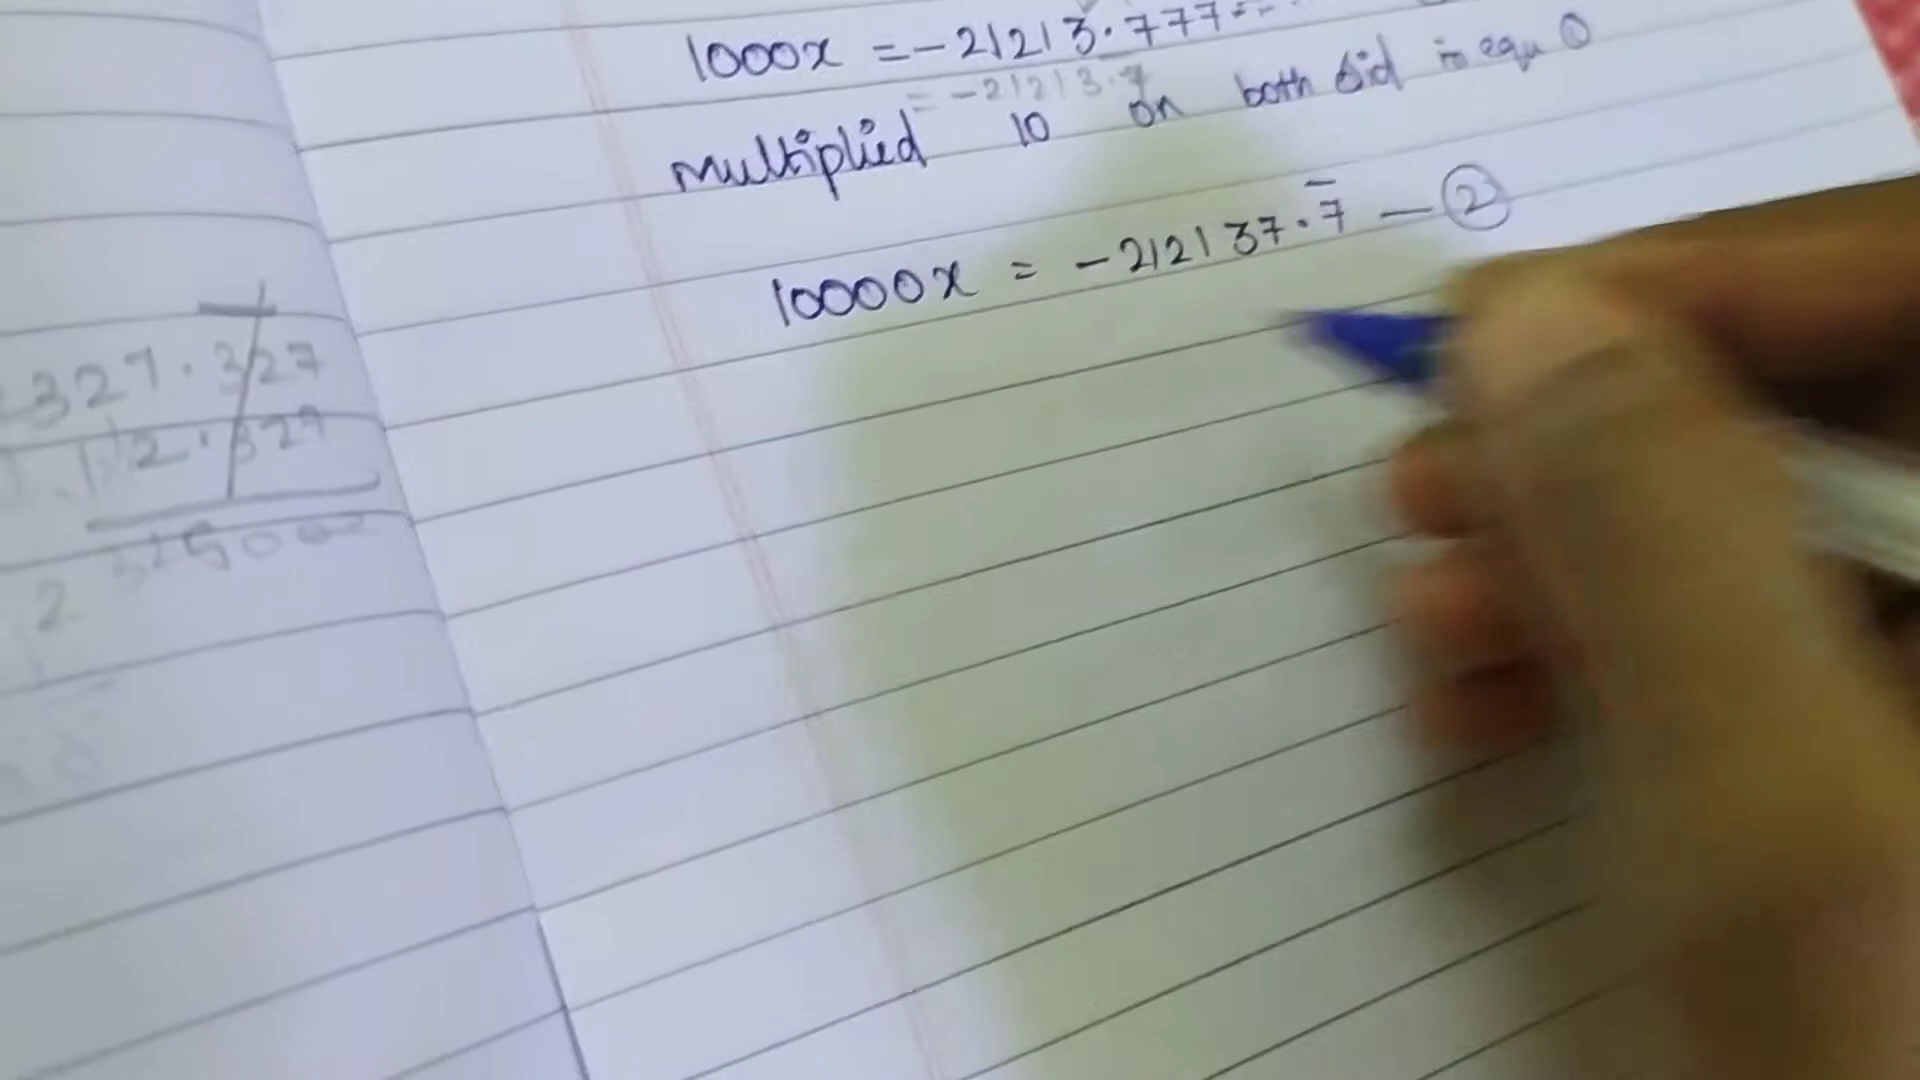 1000x = -21213.777...
= -21213.7
Multiplied 10 on both sid in equ ①
10000x = -212137.7̅ — ②
327.327
12.327